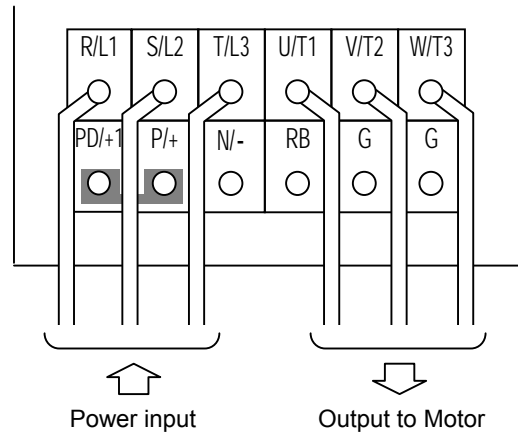 R/L1 S/L2 T/L3 U/T1 V/T2 W/T3
PD/+1 P/+ N/- RB G G
Power input Output to Motor